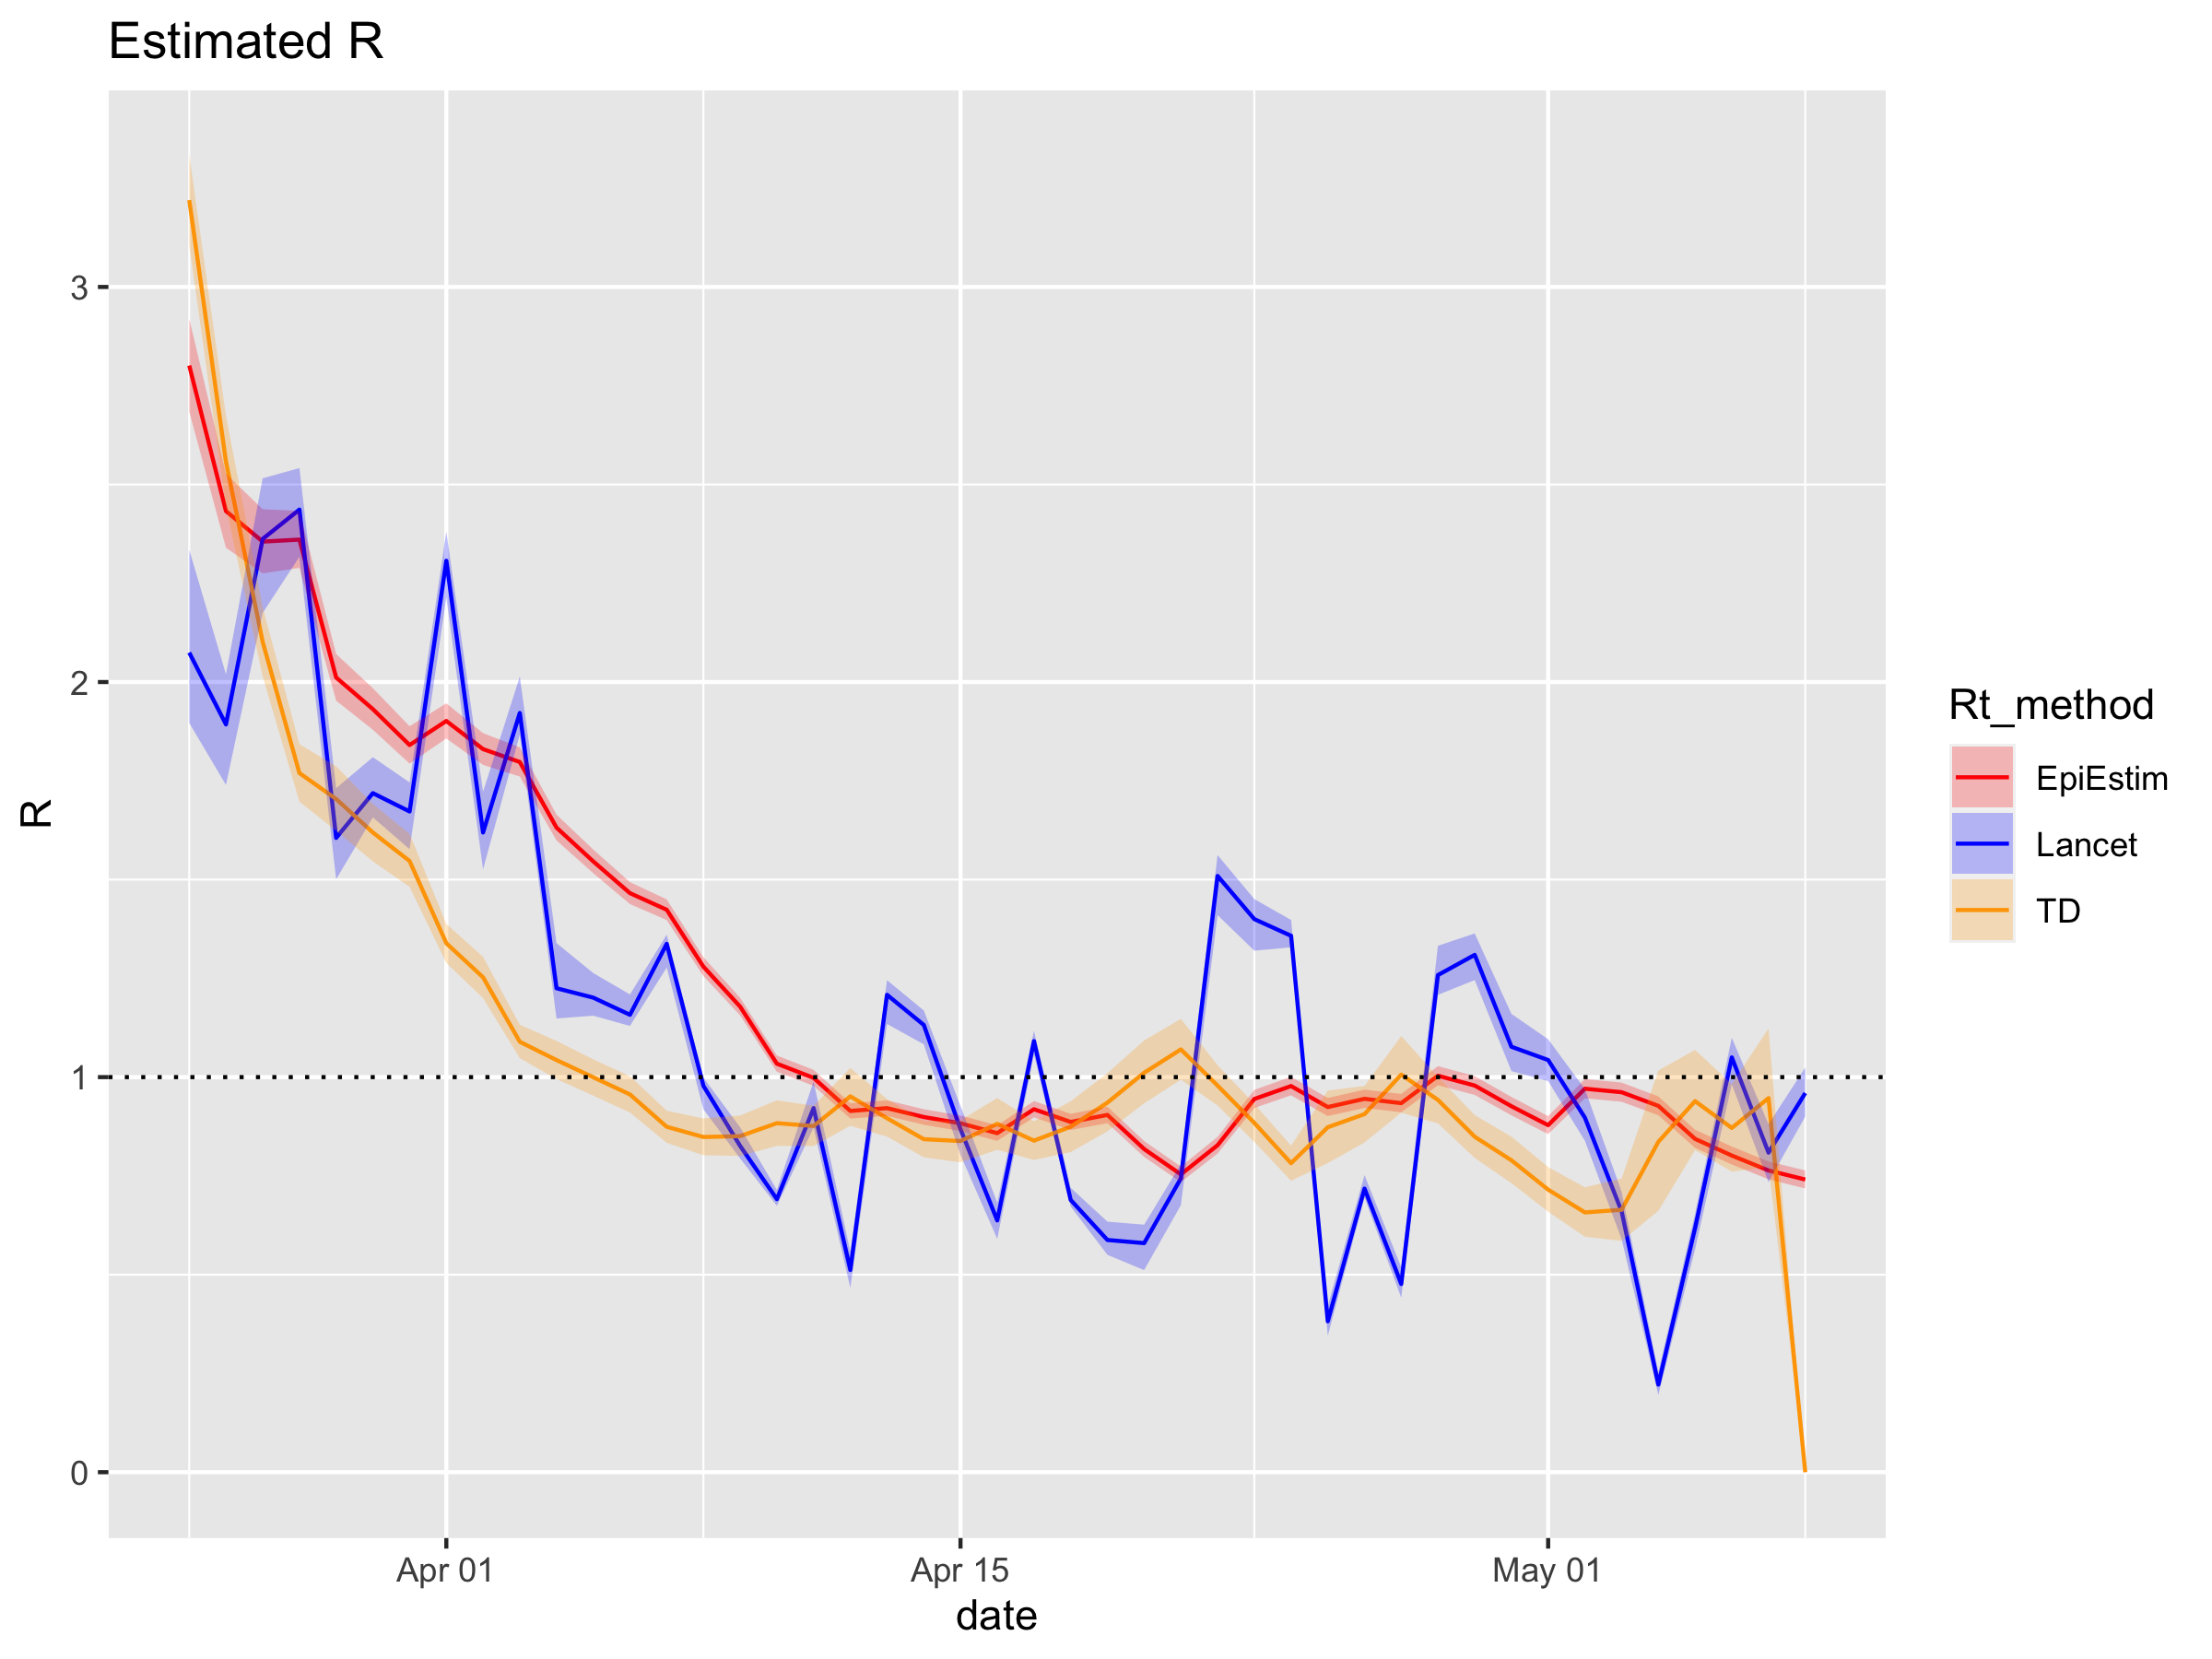 Estimated R
3
2
1
0
R
Apr 01
Apr 15
May 01
date
Rt_method
EpiEstim
Lancet
TD